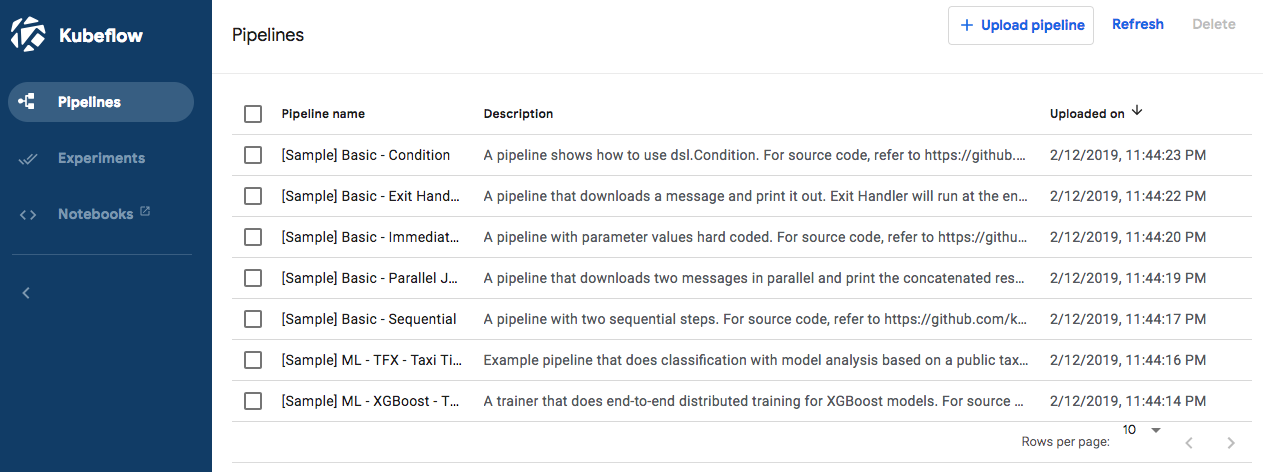 Kubeflow
Pipelines
Experiments
Notebooks
Pipelines
+ Upload pipeline Refresh Delete
Pipeline name Description Uploaded on
[Sample] Basic - Condition A pipeline shows how to use dsl.Condition. For source code, refer to https://github.... 2/12/2019, 11:44:23 PM
[Sample] Basic - Exit Hand... A pipeline that downloads a message and print it out. Exit Handler will run at the en... 2/12/2019, 11:44:22 PM
[Sample] Basic - Immediat... A pipeline with parameter values hard coded. For source code, refer to https://githu... 2/12/2019, 11:44:20 PM
[Sample] Basic - Parallel J... A pipeline that downloads two messages in parallel and print the concatenated res... 2/12/2019, 11:44:19 PM
[Sample] Basic - Sequential A pipeline with two sequential steps. For source code, refer to https://github.com/k... 2/12/2019, 11:44:17 PM
[Sample] ML - TFX - Taxi Ti... Example pipeline that does classification with model analysis based on a public tax... 2/12/2019, 11:44:16 PM
[Sample] ML - XGBoost - T... A trainer that does end-to-end distributed training for XGBoost models. For source ... 2/12/2019, 11:44:14 PM
Rows per page: 10